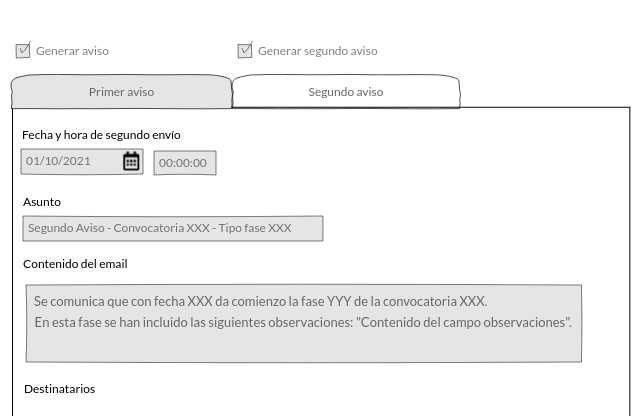 Generar aviso
Generar segundo aviso
Primer aviso
Segundo aviso
Fecha y hora de segundo envío
01/10/2021
00:00:00
Asunto
Segundo Aviso - Convocatoria XXX - Tipo fase XXX
Contenido del email
Se comunica que con fecha XXX da comienzo la fase YYY de la convocatoria XXX.
En esta fase se han incluido las siguientes observaciones: "Contenido del campo observaciones".
Destinatarios